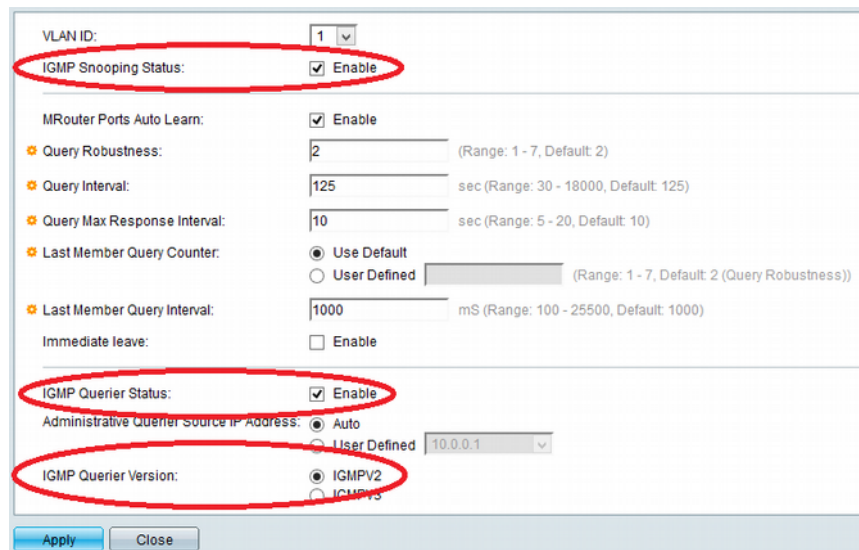 VLAN ID: 1
IGMP Snooping Status: Enable
MRouter Ports Auto Learn: Enable
Query Robustness: 2 (Range: 1 - 7, Default: 2)
Query Interval: 125 sec (Range: 30 - 18000, Default: 125)
Query Max Response Interval: 10 sec (Range: 5 - 20, Default: 10)
Last Member Query Counter: Use Default
User Defined (Range: 1 - 7, Default: 2 (Query Robustness))
Last Member Query Interval: 1000 mS (Range: 100 - 25500, Default: 1000)
Immediate leave: Enable
IGMP Querier Status: Enable
Administrative Querier Source IP Address: Auto
User Defined 10.0.0.1
IGMP Querier Version: IGMPV2
IGMPV3
Apply Close